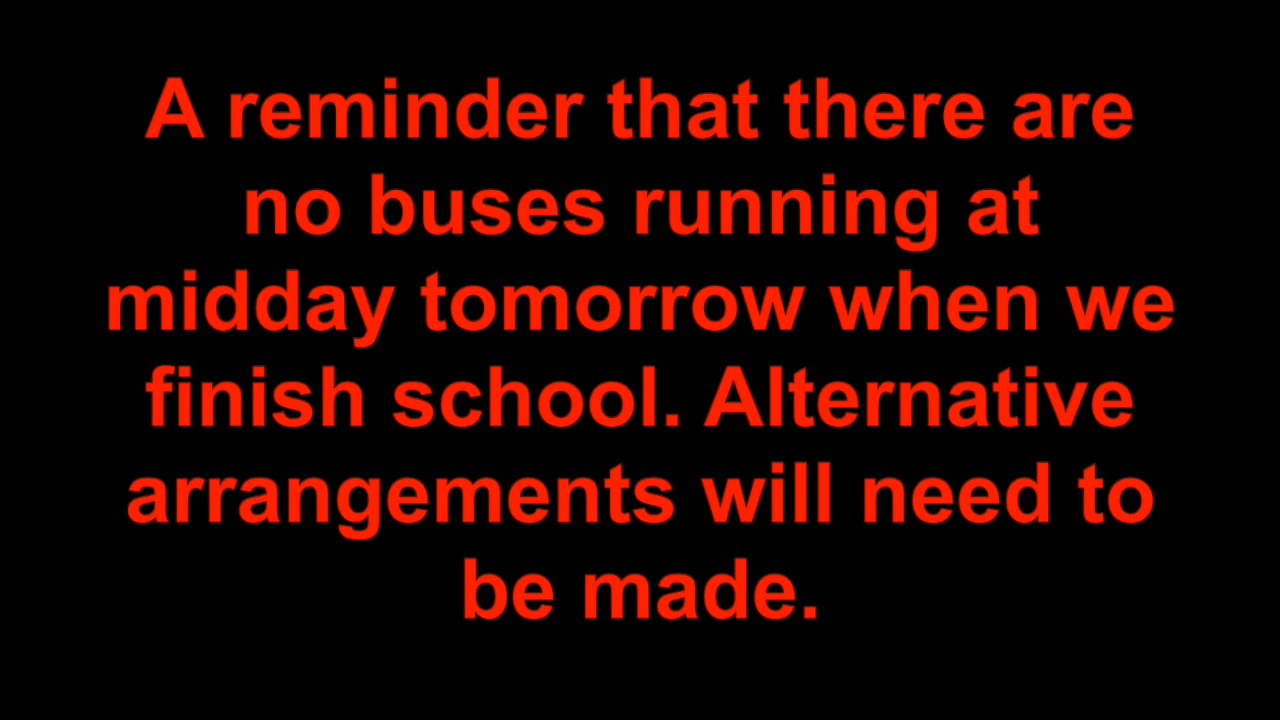 A reminder that there are
no buses running at
midday tomorrow when we
finish school. Alternative
arrangements will need to
be made.